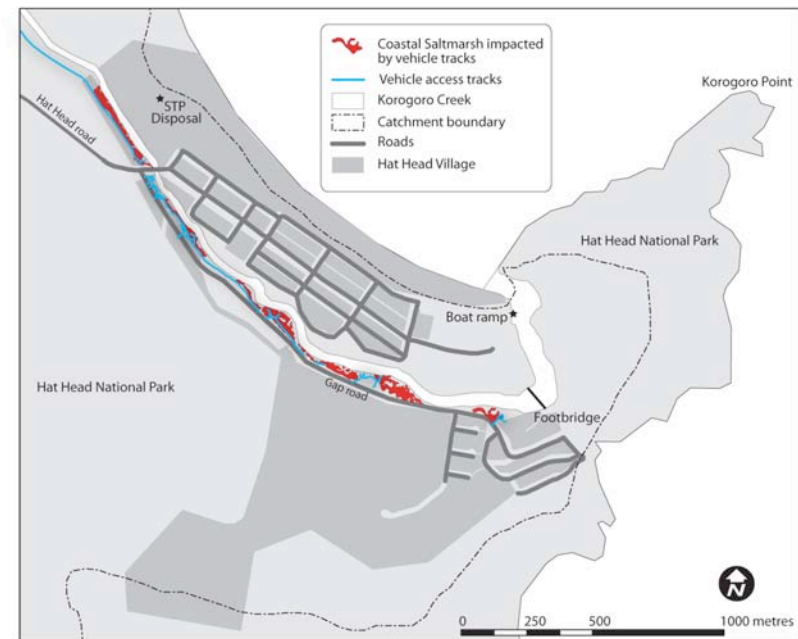 Coastal Saltmarsh impacted
by vehicle tracks
Vehicle access tracks
Korogoro Creek
Catchment boundary
Roads
Hat Head Village
Korogoro Point
STP
Disposal
Hat Head road
Hat Head National Park
Boat ramp
Hat Head National Park
Gap road
Footbridge
N
0 250 500 1000 metres